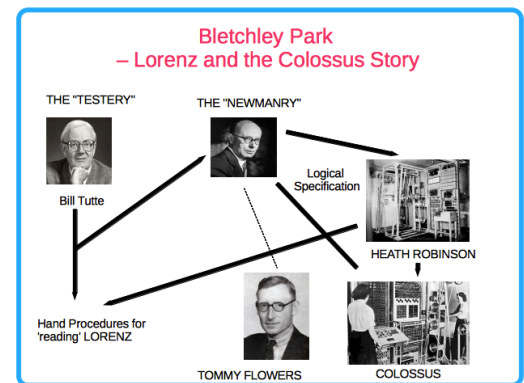 Bletchley Park
– Lorenz and the Colossus Story
THE "TESTERY"
THE "NEWMANRY"
Logical
Specification
Bill Tutte
HEATH ROBINSON
Hand Procedures for
'reading' LORENZ
TOMMY FLOWERS
COLOSSUS